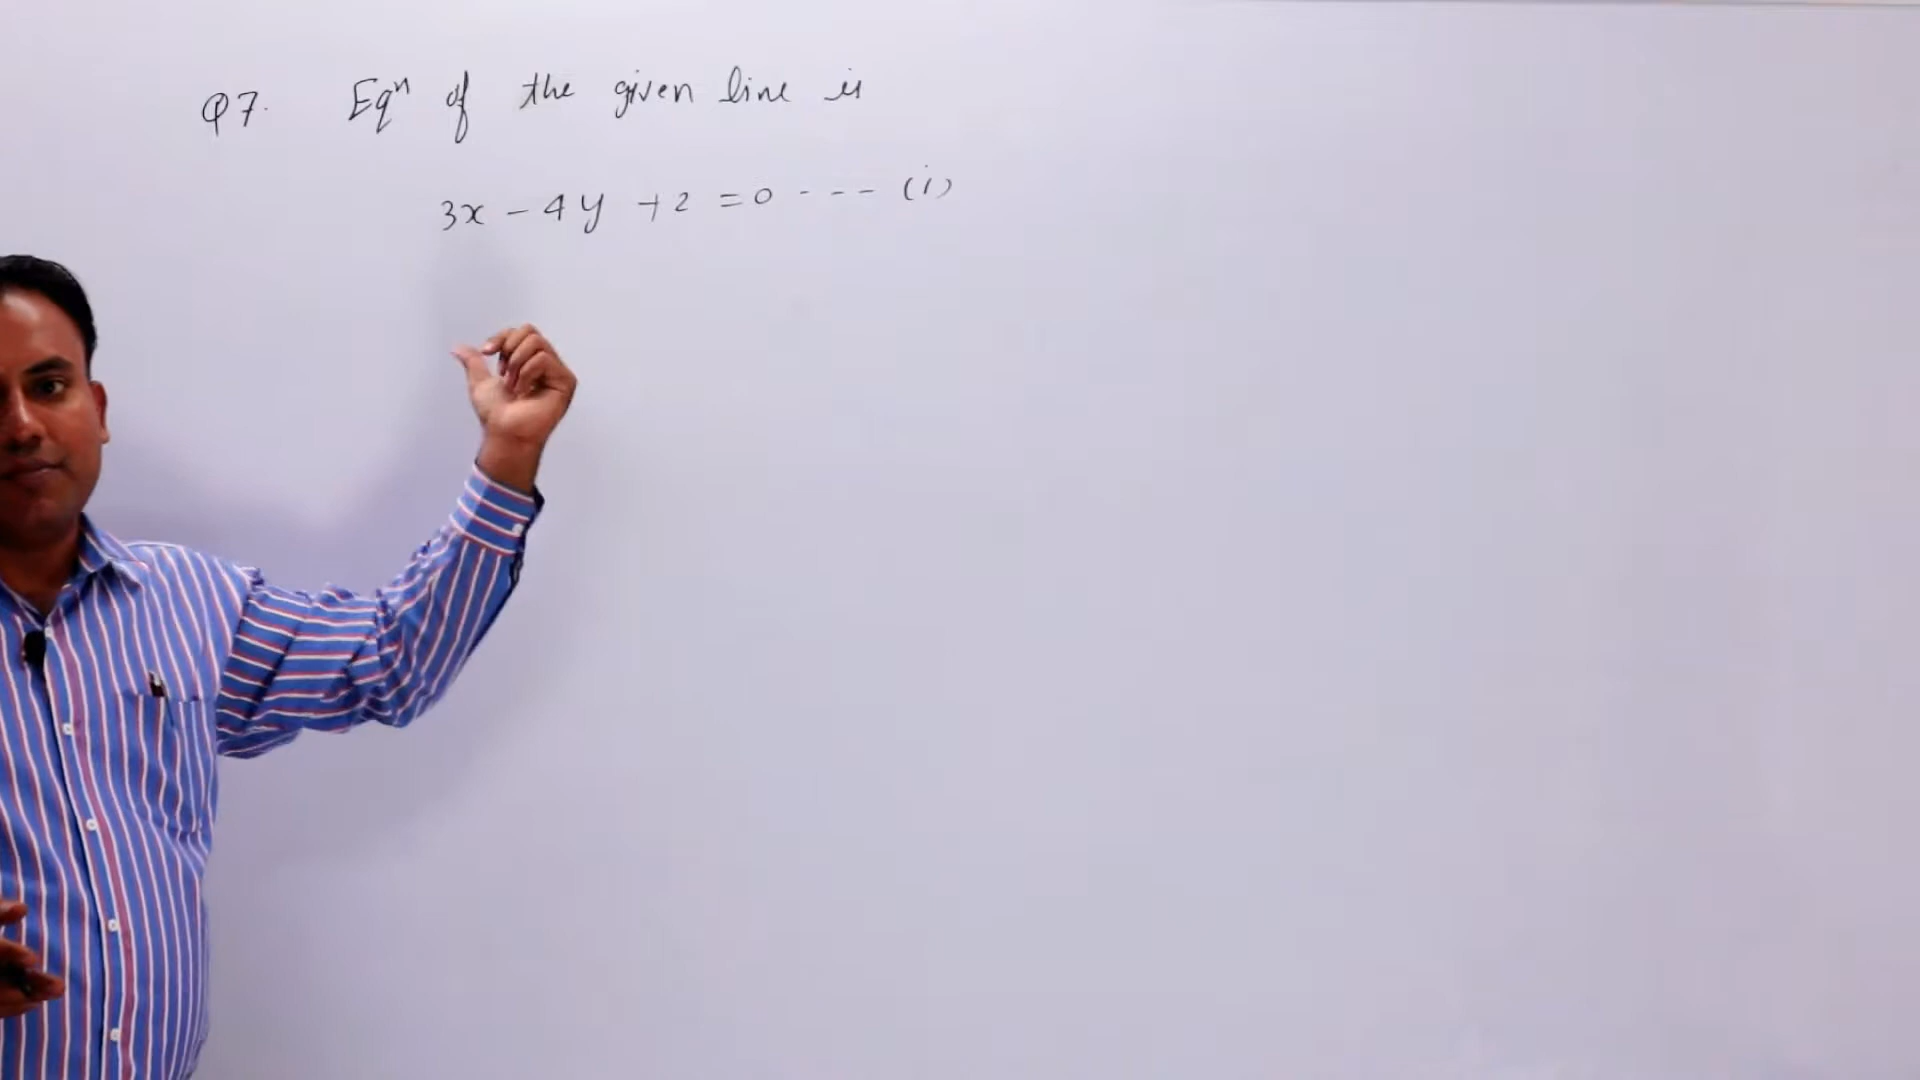 Q7. Eqⁿ of the given line is
3x - 4y + 2 = 0 - - - (i)